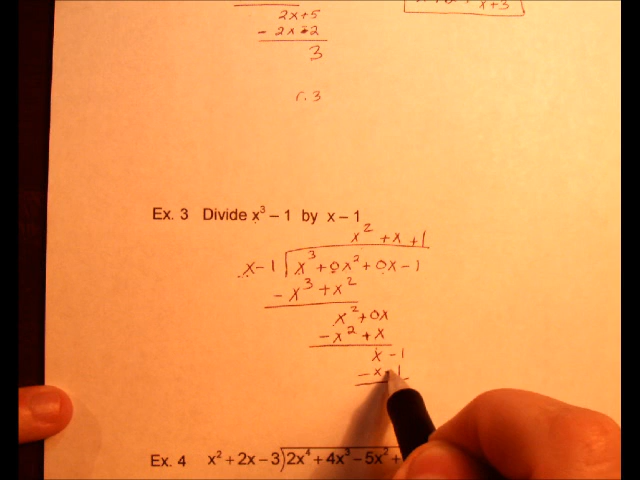 2x+5
- 2x-2
x+3
3
r. 3
Ex. 3 Divide x³ – 1 by x – 1
x² + x + 1
x-1 x³ + 0x² + 0x - 1
- x³ + x²
x² + 0x
- x² + x
x - 1
- x
1
Ex. 4 x² + 2x – 3)2x⁴ + 4x³ – 5x² +